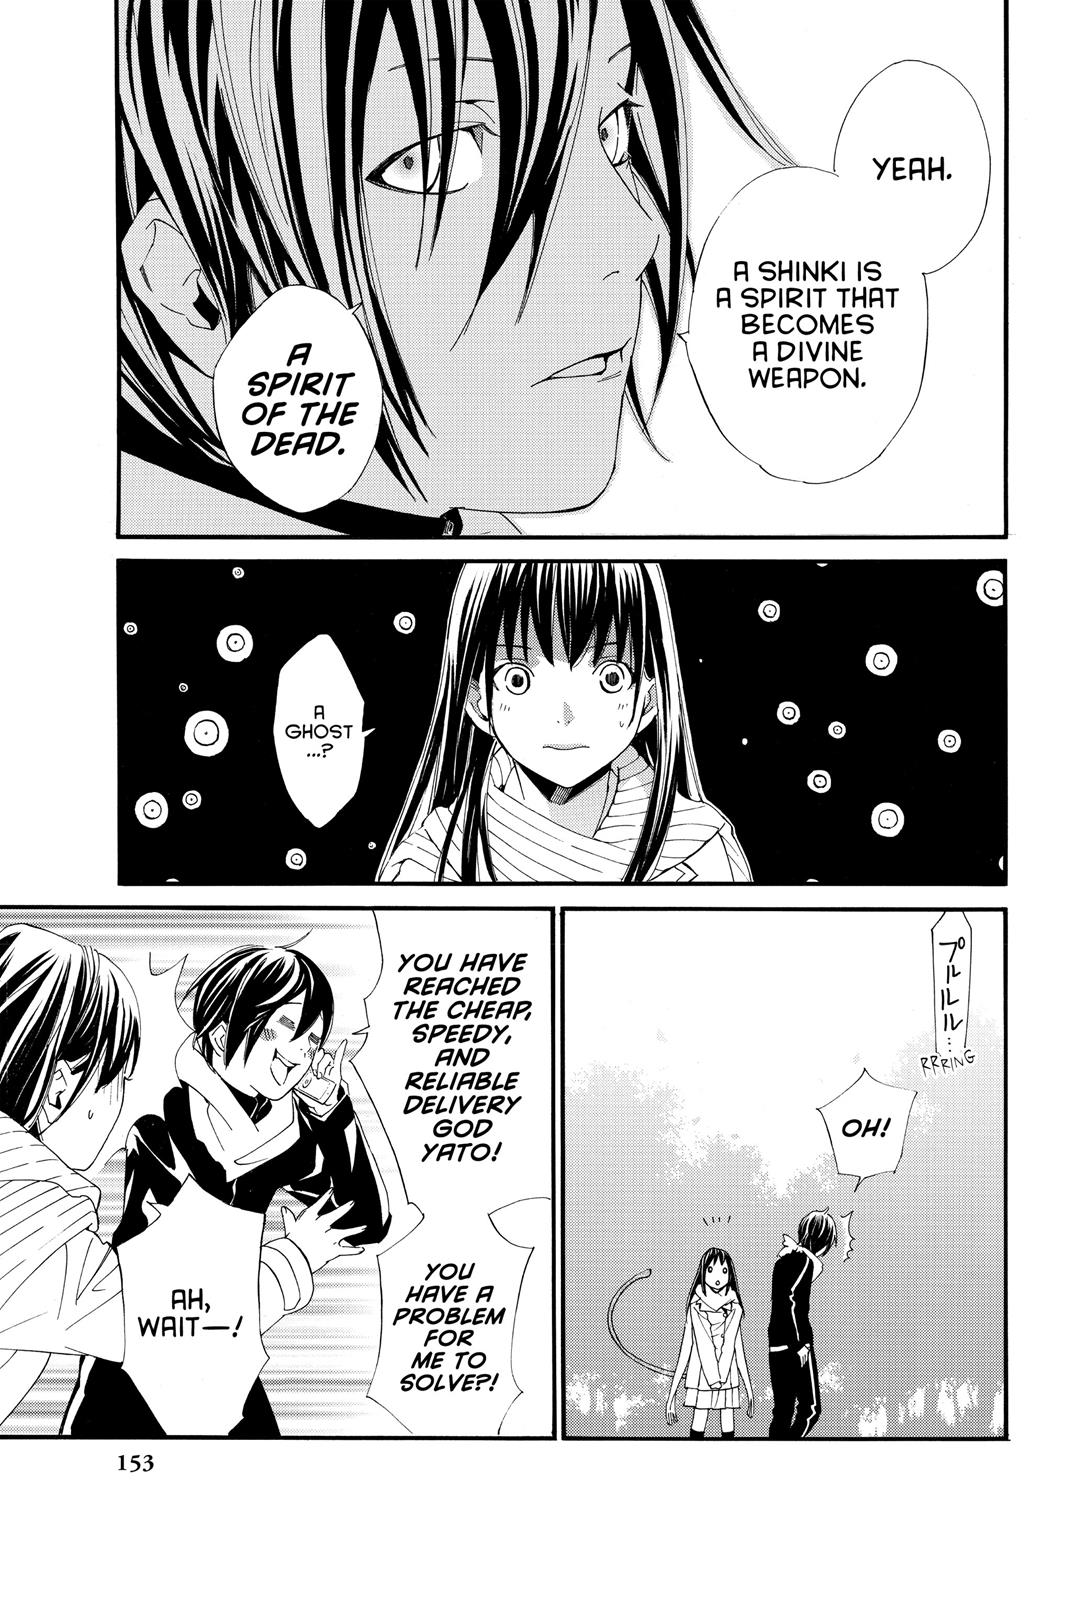 YEAH.
A SHINKI IS
A SPIRIT THAT
BECOMES
A DIVINE
WEAPON.
A
SPIRIT
OF THE
DEAD.
A
GHOST
...?
プルルルル…
RRRING
OH!
YOU HAVE
REACHED
THE CHEAP,
SPEEDY,
AND
RELIABLE
DELIVERY
GOD
YATO!
YOU
HAVE A
PROBLEM
FOR
ME TO
SOLVE?!
AH,
WAIT—!
153